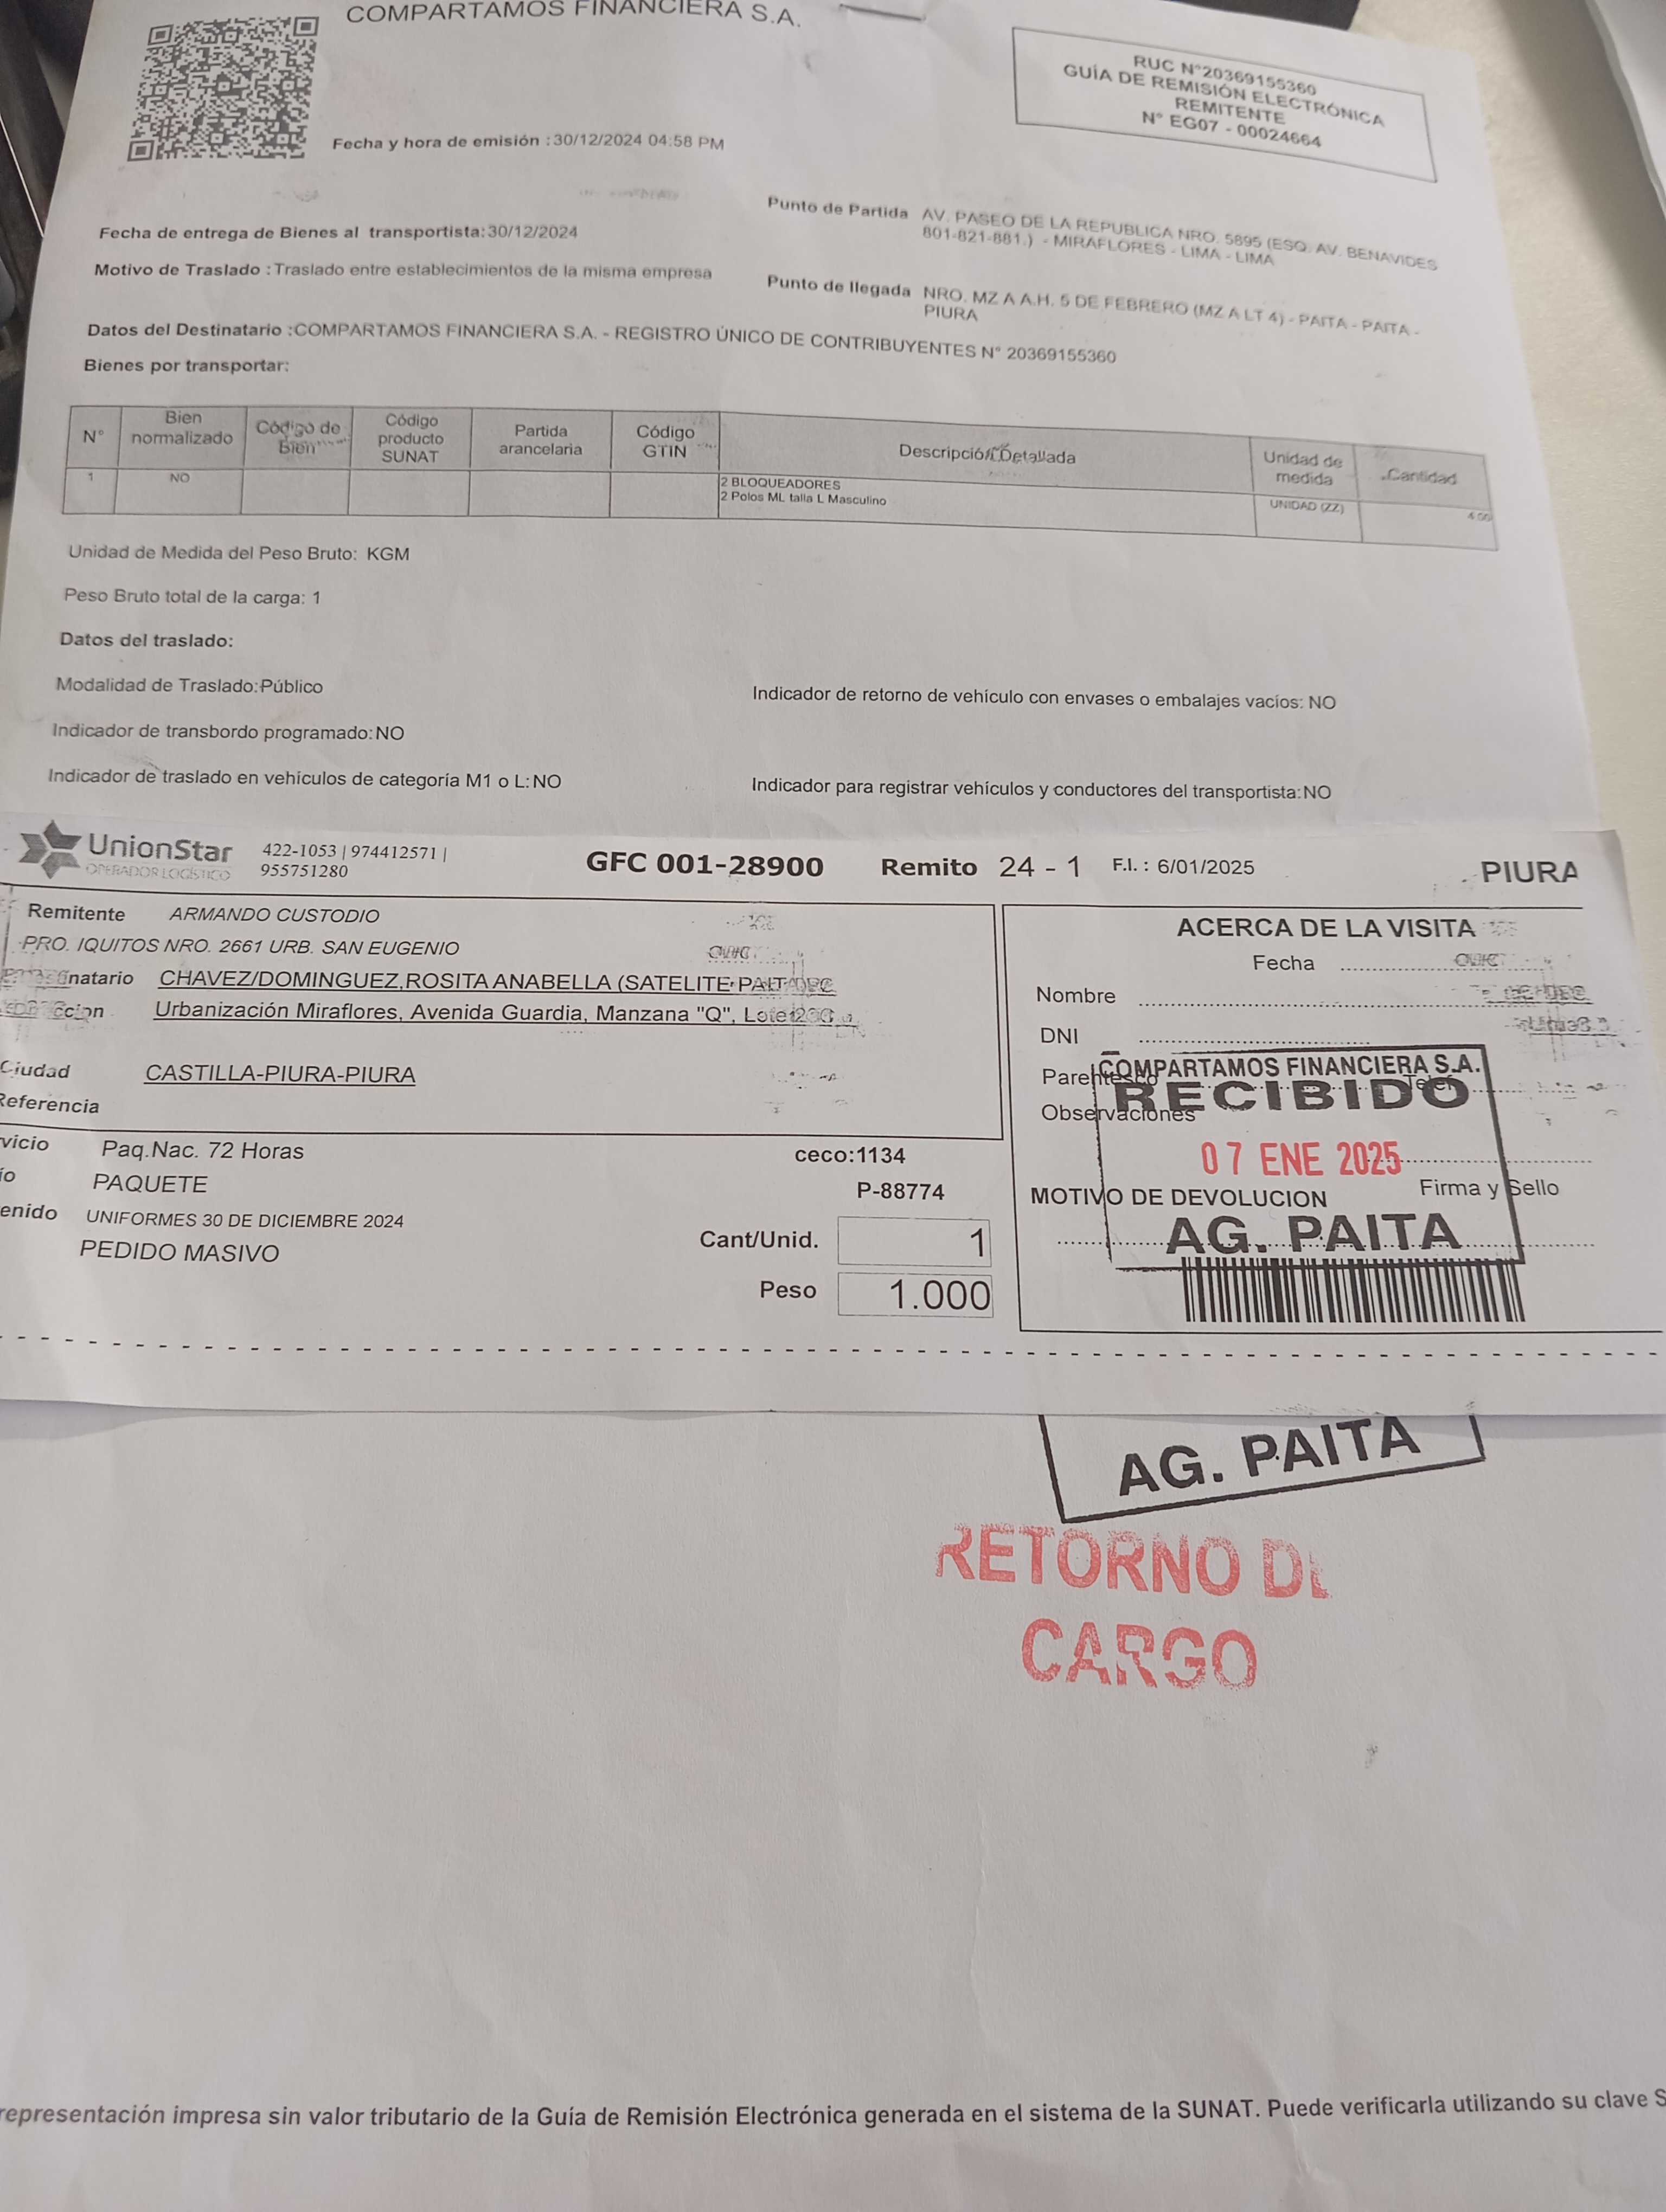 COMPARTAMOS FINANCIERA S.A.
RUC N°20369155360
GUÍA DE REMISIÓN ELECTRÓNICA
REMITENTE
N° EG07 - 00024664
Fecha y hora de emisión :30/12/2024 04:58 PM
Fecha de entrega de Bienes al transportista:30/12/2024
Motivo de Traslado :Traslado entre establecimientos de la misma empresa
Punto de Partida AV. PASEO DE LA REPUBLICA NRO. 5895 (ESQ. AV. BENAVIDES
801-821-881.) - MIRAFLORES - LIMA - LIMA
Punto de llegada NRO. MZ A A.H. 5 DE FEBRERO (MZ A LT 4) - PAITA - PAITA -
PIURA
Datos del Destinatario :COMPARTAMOS FINANCIERA S.A. - REGISTRO ÚNICO DE CONTRIBUYENTES N° 20369155360
Bienes por transportar:
N° Bien normalizado Código de Bien Código producto SUNAT Partida arancelaria Código GTIN Descripción Detallada Unidad de medida Cantidad
1 NO 2 BLOQUEADORES UNIDAD (ZZ) 4.00
2 Polos ML talla L Masculino
Unidad de Medida del Peso Bruto: KGM
Peso Bruto total de la carga: 1
Datos del traslado:
Modalidad de Traslado:Público
Indicador de retorno de vehículo con envases o embalajes vacíos: NO
Indicador de transbordo programado:NO
Indicador de traslado en vehículos de categoría M1 o L:NO
Indicador para registrar vehículos y conductores del transportista:NO
UnionStar
OPERADOR LOGÍSTICO
422-1053 | 974412571 |
955751280
GFC 001-28900 Remito 24 - 1 F.I. : 6/01/2025 PIURA
Remitente ARMANDO CUSTODIO
PRO. IQUITOS NRO. 2661 URB. SAN EUGENIO
inatario CHAVEZ/DOMINGUEZ,ROSITA ANABELLA (SATELITE PAIT
ccion Urbanización Miraflores, Avenida Guardia, Manzana "Q", Lote
Ciudad CASTILLA-PIURA-PIURA
Referencia
vicio Paq.Nac. 72 Horas ceco:1134
ío PAQUETE P-88774
enido UNIFORMES 30 DE DICIEMBRE 2024
PEDIDO MASIVO
Cant/Unid. 1
Peso 1.000
ACERCA DE LA VISITA
Fecha
Nombre
DNI
Parentesco Telef
Observaciones
COMPARTAMOS FINANCIERA S.A.
RECIBIDO
07 ENE 2025
Firma y Sello
MOTIVO DE DEVOLUCION
AG. PAITA
AG. PAITA
RETORNO DE
CARGO
representación impresa sin valor tributario de la Guía de Remisión Electrónica generada en el sistema de la SUNAT. Puede verificarla utilizando su clave S